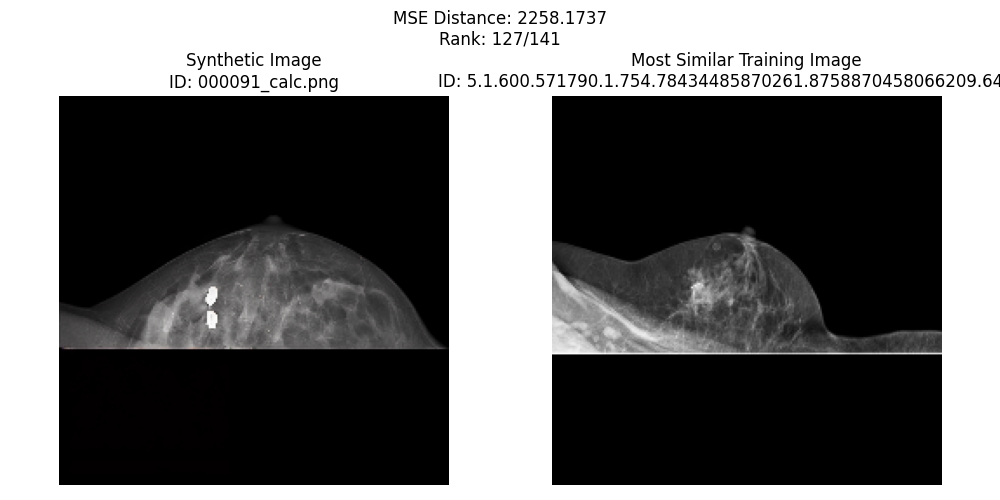 MSE Distance: 2258.1737
Rank: 127/141
Synthetic Image
ID: 000091_calc.png
Most Similar Training Image
ID: 5.1.600.571790.1.754.78434485870261.8758870458066209.64